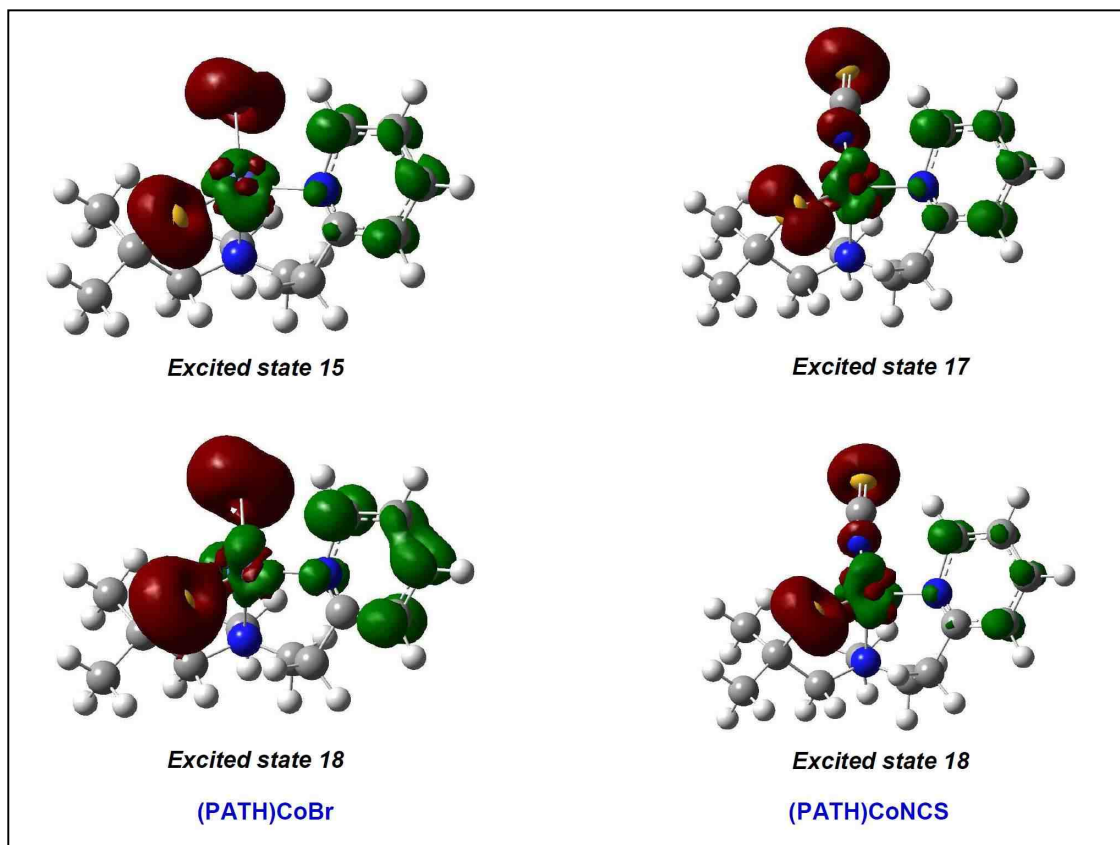 Excited state 15
Excited state 17
Excited state 18
Excited state 18
(PATH)CoBr
(PATH)CoNCS